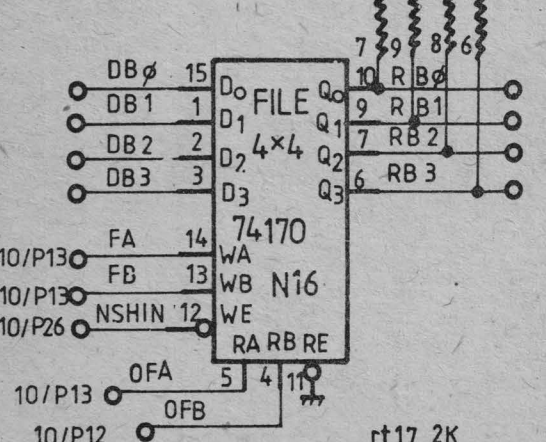 7 9 8 6
DBø 15 D0 Q0 10 RBø
DB1 1 D1 FILE Q1 9 RB1
DB2 2 D2 4×4 Q2 7 RB2
DB3 3 D3 Q3 6 RB3
74170
10/P13 FA 14 WA
10/P13 FB 13 WB N16
10/P26 NSHIN 12 WE
RA RB RE
10/P13 OFA 5 4 11
10/P12 OFB
rt17 2K